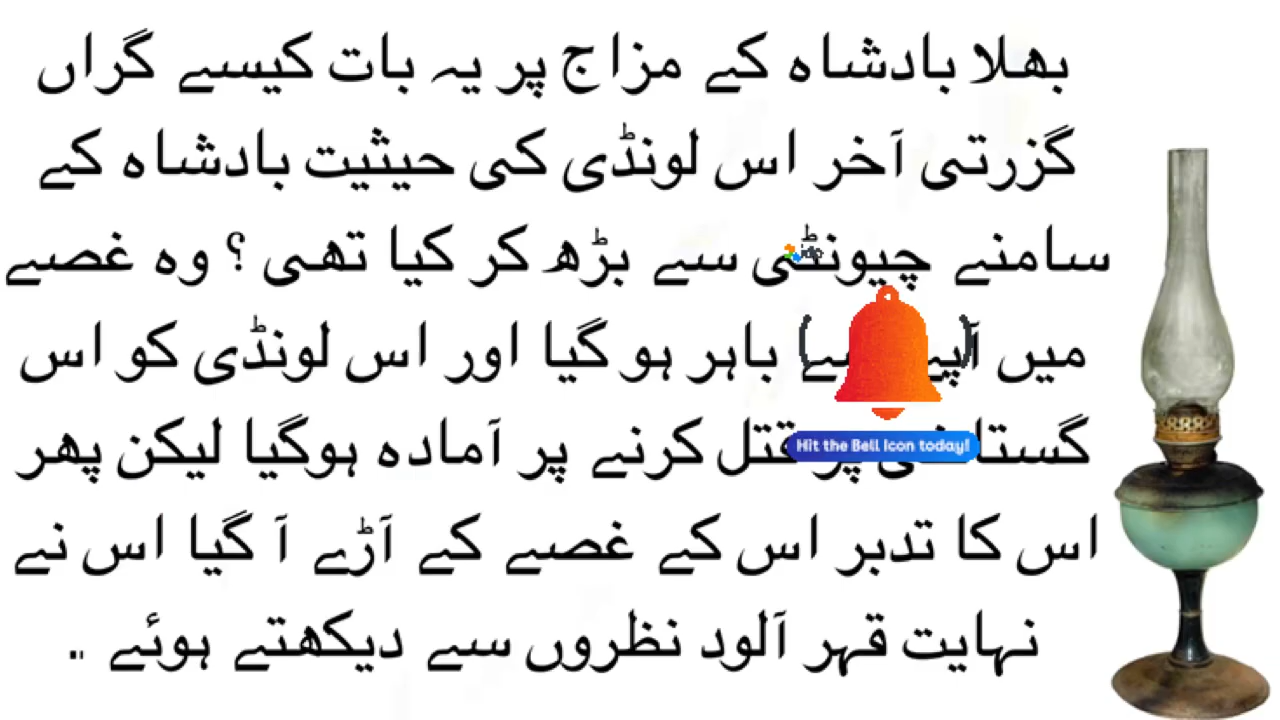 بھلا بادشاہ کے مزاج پر یہ بات کیسے گراں
گزرتی آخر اس لونڈی کی حیثیت بادشاہ کے
سامنے چیونٹی سے بڑھ کر کیا تھی ؟ وہ غصے
میں باہر ہو گیا اور اس لونڈی کو اس
قتل کرنے پر آمادہ ہوگیا لیکن پھر
Hit the Bell Icon today!
اس کا تدبر اس کے غصے کے آڑے آ گیا اس نے
نہایت قہر آلود نظروں سے دیکھتے ہوئے ..